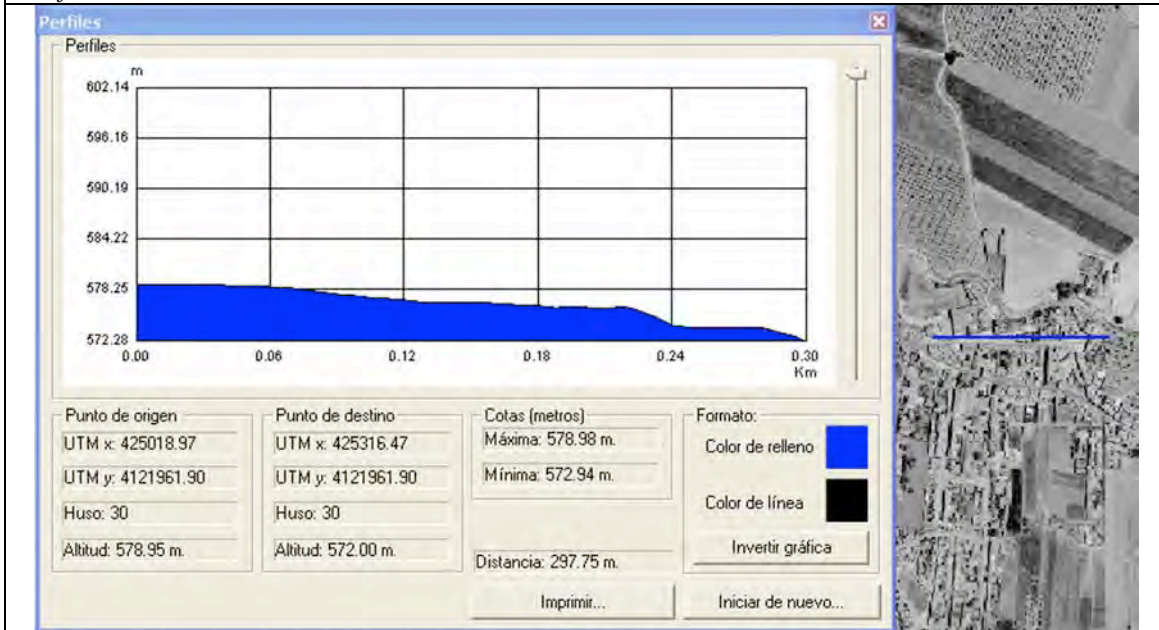 Perfiles
Perfiles
m
602.14
596.16
590.19
584.22
578.25
572.28
0.00 0.06 0.12 0.18 0.24 0.30
Km
Punto de origen
UTM x: 425018.97
UTM y: 4121961.90
Huso: 30
Altitud: 578.95 m.
Punto de destino
UTM x: 425316.47
UTM y: 4121961.90
Huso: 30
Altitud: 572.00 m.
Cotas (metros)
Máxima: 578.98 m.
Mínima: 572.94 m.
Distancia: 297.75 m.
Formato:
Color de relleno
Color de línea
Invertir gráfica
Imprimir...
Iniciar de nuevo...